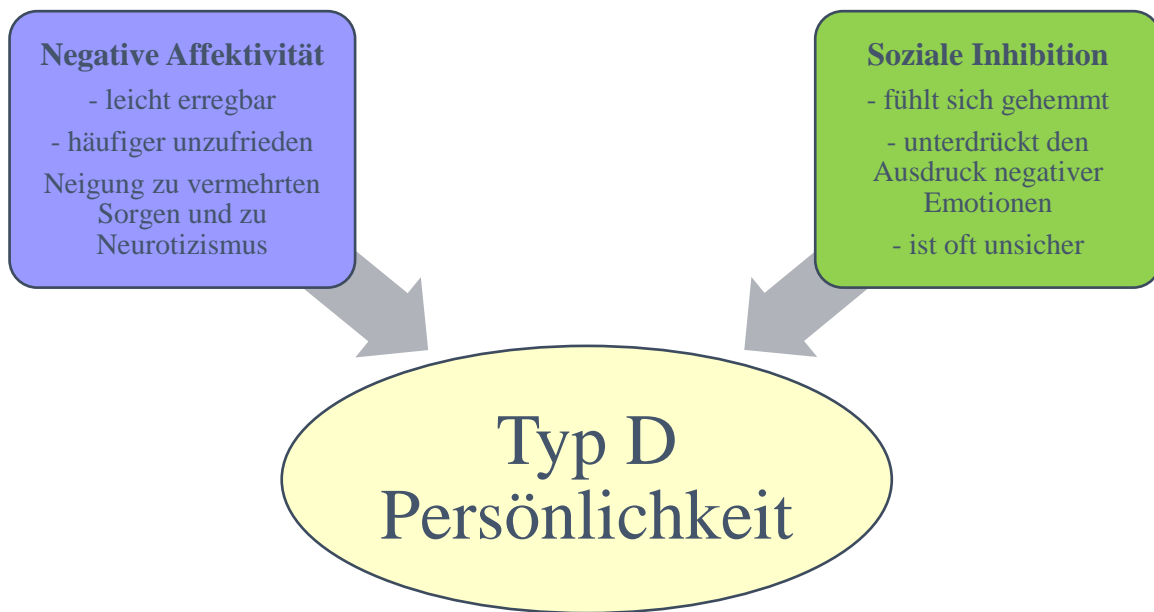 Negative Affektivität
- leicht erregbar
- häufiger unzufrieden
Neigung zu vermehrten
Sorgen und zu
Neurotizismus
Soziale Inhibition
- fühlt sich gehemmt
- unterdrückt den
Ausdruck negativer
Emotionen
- ist oft unsicher
Typ D
Persönlichkeit